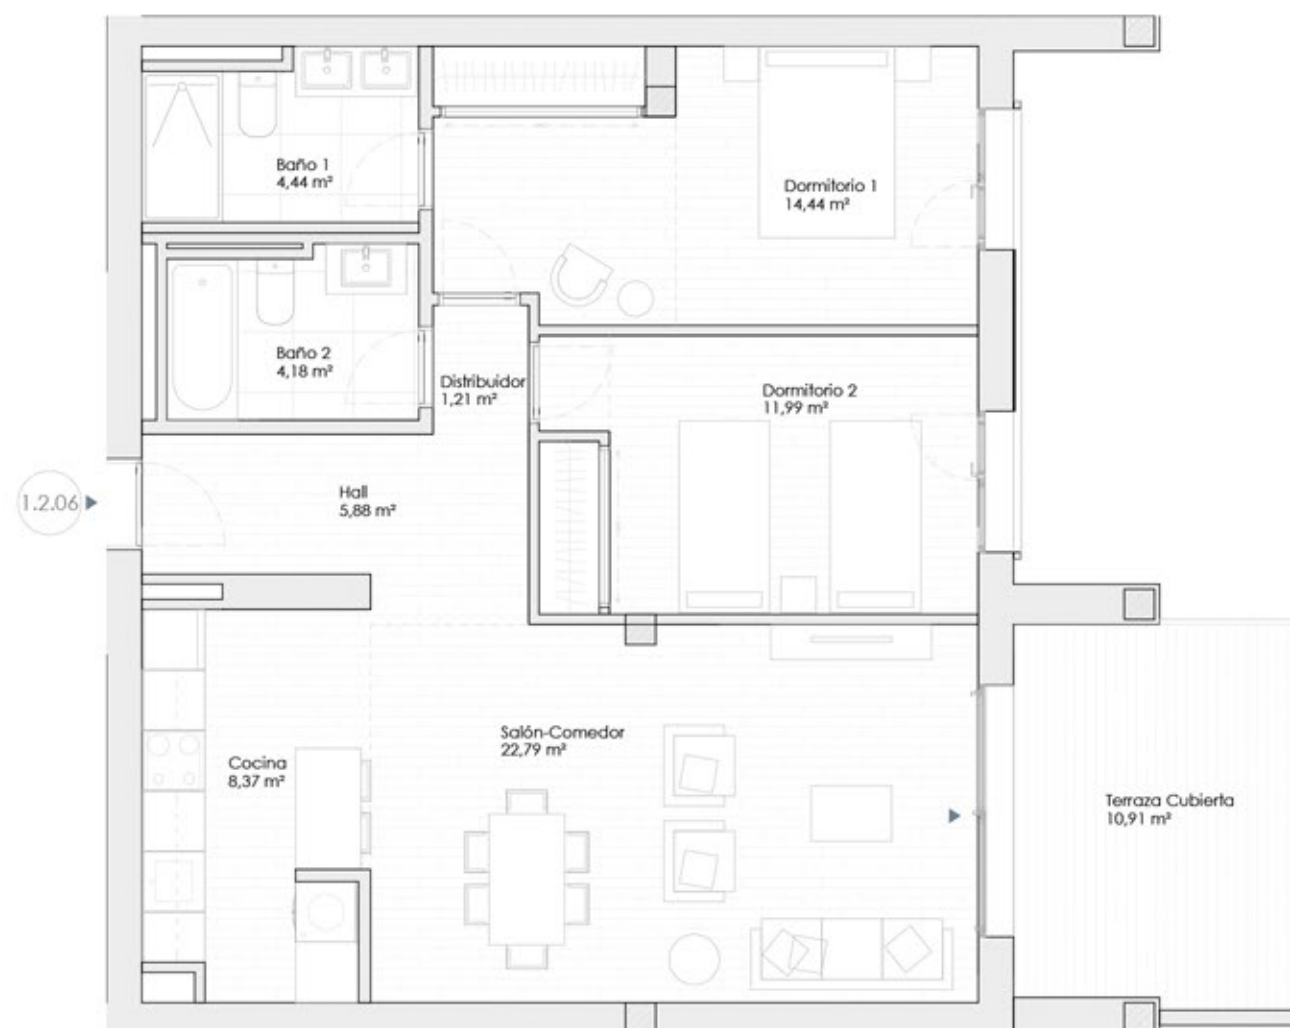 Baño 1
4,44 m²
Dormitorio 1
14,44 m²
Baño 2
4,18 m²
Distribuidor
1,21 m²
Dormitorio 2
11,99 m²
1.2.06
Hall
5,88 m²
Salón-Comedor
22,79 m²
Cocina
8,37 m²
Terraza Cubierta
10,91 m²